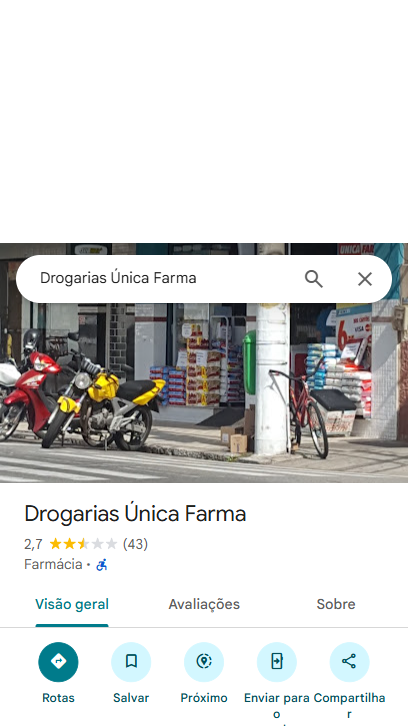 Drogarias Única Farma
ÚNICA FAR
VISA
Drogarias Única Farma
2,7 (43)
Farmácia ·
Visão geral
Avaliações
Sobre
Rotas
Salvar
Próximo
Enviar para o
Compartilhar